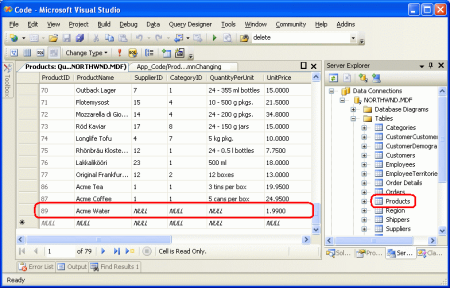 Code - Microsoft Visual Studio
File Edit View Project Build Debug Data Query Designer Tools Window Community Help Addins
delete
Change Type
Products: Qu...NORTHWND.MDF) App_Code/Prod...mnChanging
Toolbox
ProductID ProductName SupplierID CategoryID QuantityPerUnit UnitPrice
70 Outback Lager 7 1 24 - 355 ml bottles 15.0000
71 Flotemysost 15 4 10 - 500 g pkgs. 21.5000
72 Mozzarella di Gio... 14 4 24 - 200 g pkgs. 34.8000
73 Röd Kaviar 17 8 24 - 150 g jars 15.0000
74 Longlife Tofu 4 7 5 kg pkg. 10.0000
75 Rhönbräu Kloste... 12 1 24 - 0.5 l bottles 7.7500
76 Lakkalikööri 23 1 500 ml 18.0000
77 Original Frankfur... 12 2 12 boxes 13.0000
86 Acme Tea 1 1 3 tins per box 19.9500
87 Acme Coffee 1 1 5 cans per box 24.9500
89 Acme Water NULL NULL NULL 1.9900
NULL NULL NULL NULL NULL NULL
1 of 79 Cell is Read Only.
Error List Output Find Results 1
Ready
Server Explorer
Data Connections
NORTHWND.MDF
Database Diagrams
Tables
Categories
CustomerCustomer
CustomerDemogra
Customers
Employees
EmployeeTerritorie
Order Details
Orders
Products
Region
Shippers
Suppliers
Sol... Pro... Ser... Cla...